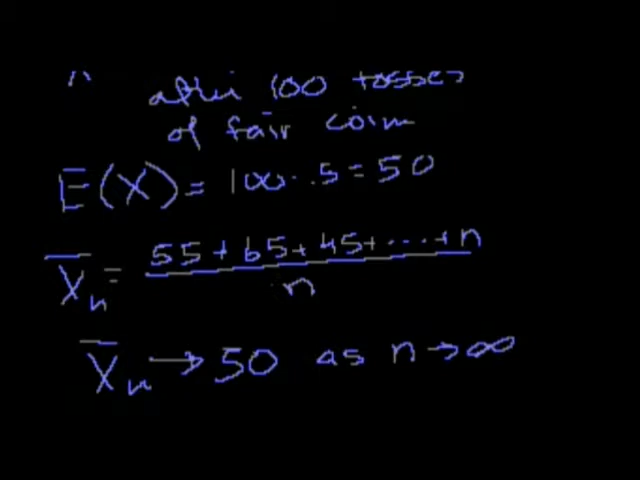 after 100 tosses
of fair coin
E(X) = 100 · .5 = 50
X̄n = (55 + 65 + 45 + ... + n) / n
X̄n → 50 as n → ∞